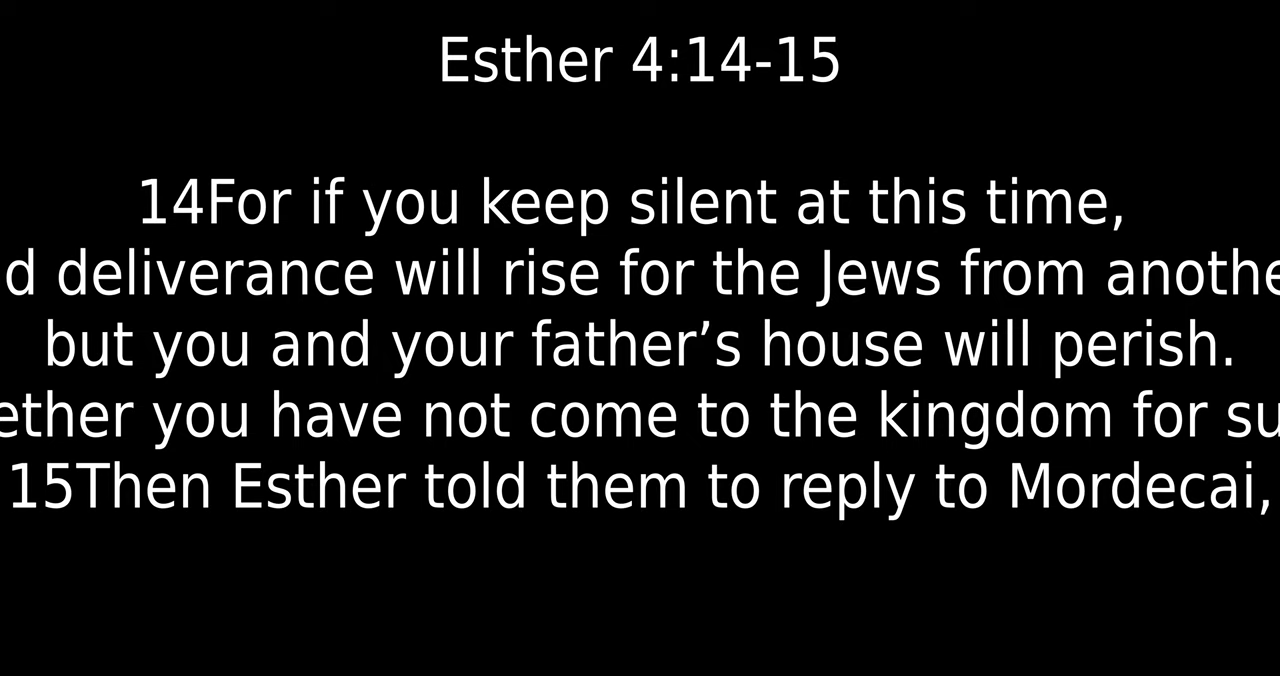 Esther 4:14-15
14For if you keep silent at this time,
d deliverance will rise for the Jews from anothe
but you and your father’s house will perish.
ether you have not come to the kingdom for su
15Then Esther told them to reply to Mordecai,